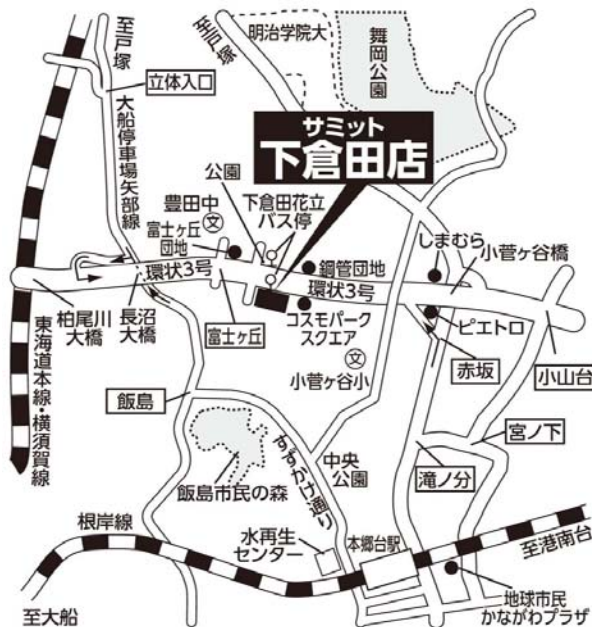 至戸塚
至戸塚
明治学院大
舞岡公園
立体入口
大船停車場矢部線
サミット
下倉田店
公園
豊田中
文
富士ヶ丘
団地
下倉田花立
バス停
しまむら
小菅ヶ谷橋
鋼管団地
環状3号
環状3号
柏尾川
大橋
長沼
大橋
富士ヶ丘
コスモパーク
スクエア
ピエトロ
文
小菅ヶ谷小
赤坂
小山台
東海道本線・横須賀線
飯島
宮ノ下
飯島市民の森
すずかけ通り
中央
公園
滝ノ分
根岸線
水再生
センター
本郷台駅
至港南台
地球市民
かながわプラザ
至大船